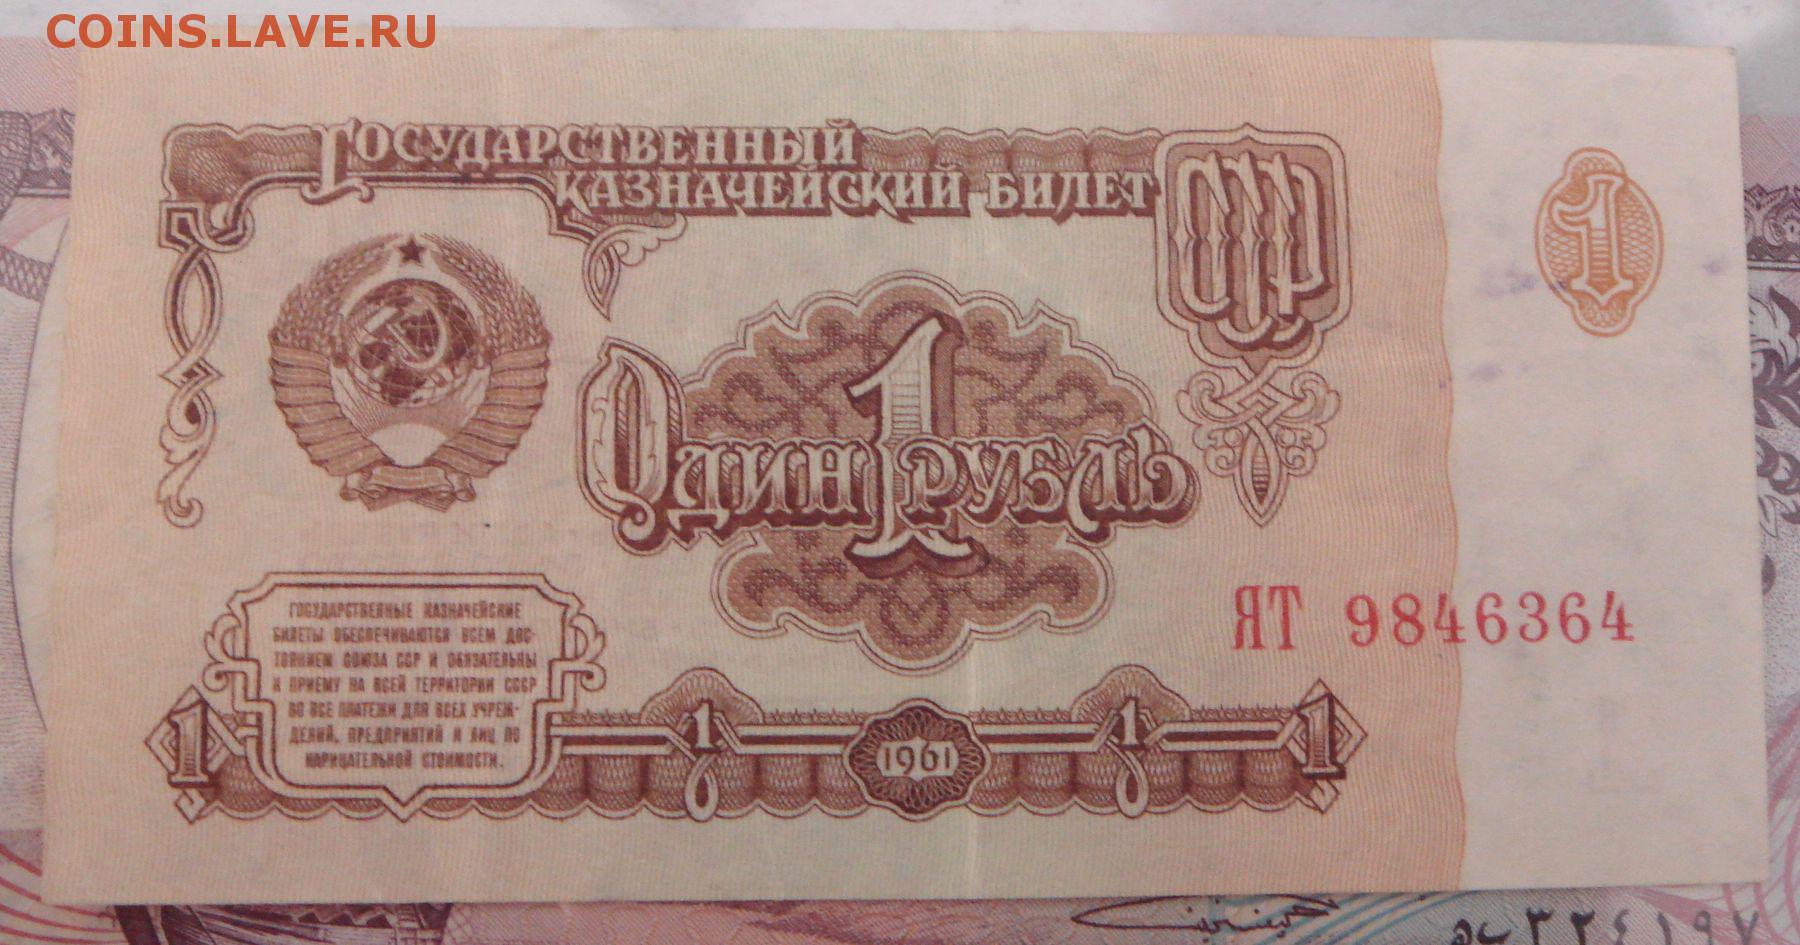 COINS.LAVE.RU
ГОСУДАРСТВЕННЫЙ
КАЗНАЧЕЙСКИЙ БИЛЕТ
СССР
1
1
ОДИН РУБЛЬ
ЯТ 9846364
ГОСУДАРСТВЕННЫЕ КАЗНАЧЕЙСКИЕ
БИЛЕТЫ ОБЕСПЕЧИВАЮТСЯ ВСЕМ ДОС-
ТОЯНИЕМ СОЮЗА ССР И ОБЯЗАТЕЛЬНЫ
К ПРИЕМУ НА ВСЕЙ ТЕРРИТОРИИ СССР
ВО ВСЕ ПЛАТЕЖИ ДЛЯ ВСЕХ УЧРЕЖ-
ДЕНИЙ, ПРЕДПРИЯТИЙ И ЛИЦ ПО
НАРИЦАТЕЛЬНОЙ СТОИМОСТИ.
1 1 1961 1 1
٣٢٤١٩٧